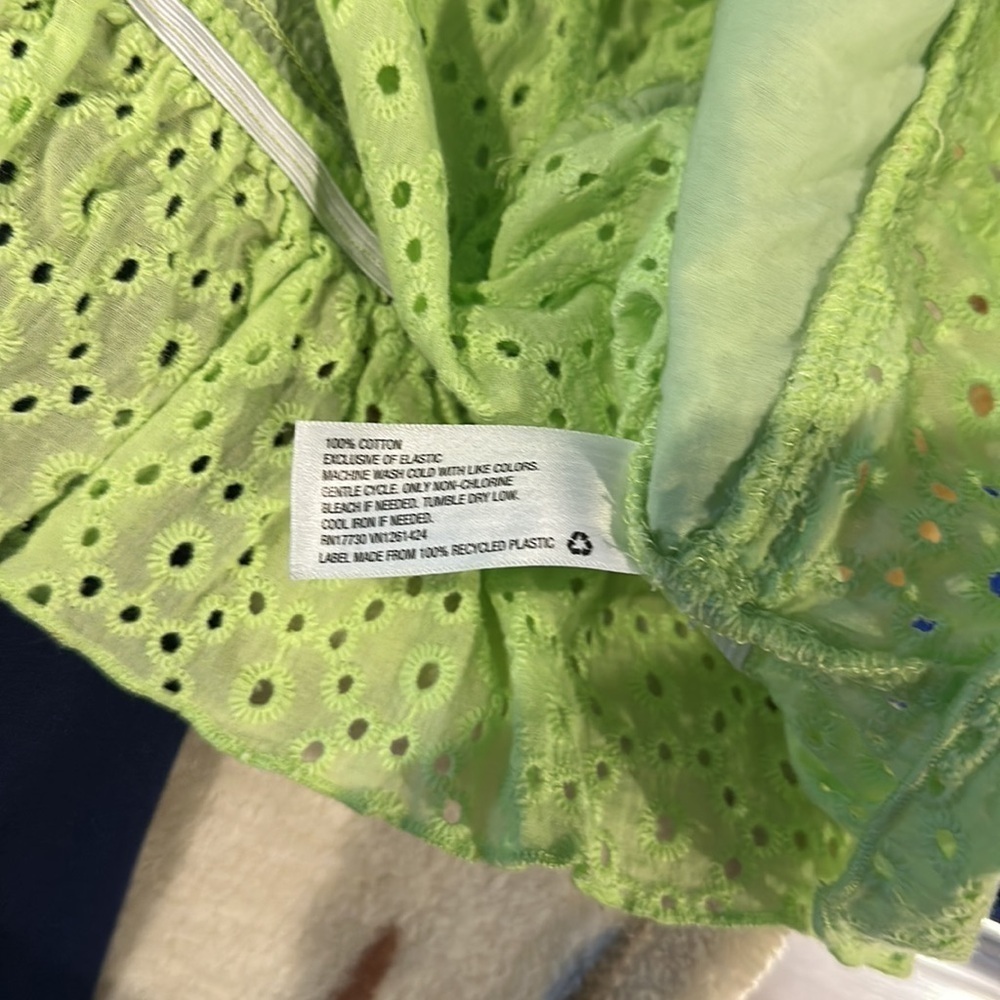 100% COTTON
EXCLUSIVE OF ELASTIC
MACHINE WASH COLD WITH LIKE COLORS.
GENTLE CYCLE. ONLY NON-CHLORINE
BLEACH IF NEEDED. TUMBLE DRY LOW.
COOL IRON IF NEEDED.
RN17730 VN1261424
LABEL MADE FROM 100% RECYCLED PLASTIC